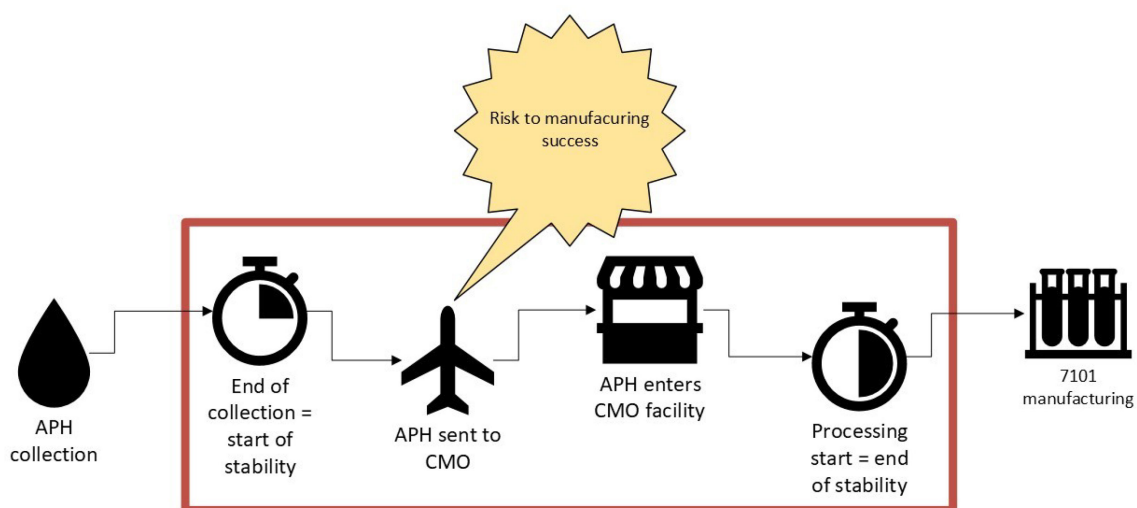 Risk to manufacuring
success
APH
collection
End of
collection =
start of
stability
APH sent to
CMO
APH enters
CMO facility
Processing
start = end
of stability
7101
manufacturing